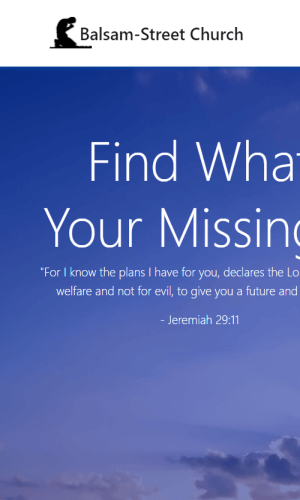 Balsam-Street Church
Find What
Your Missing
"For I know the plans I have for you, declares the Lo
welfare and not for evil, to give you a future and
- Jeremiah 29:11